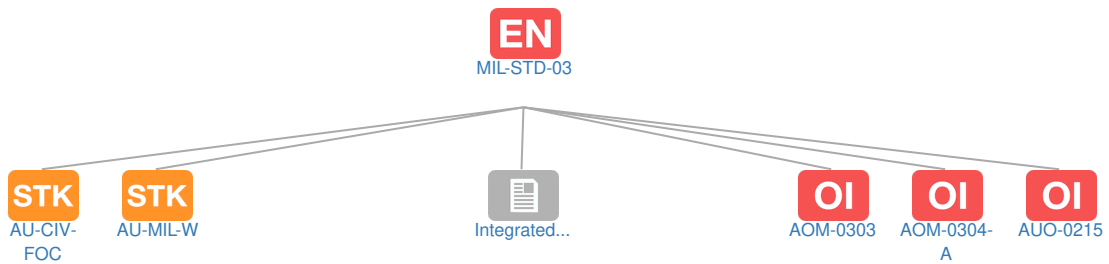 EN
MIL-STD-03
STK
STK
OI
OI
OI
AU-CIV-
FOC
AU-MIL-W
Integrated...
AOM-0303
AOM-0304-
A
AUO-0215